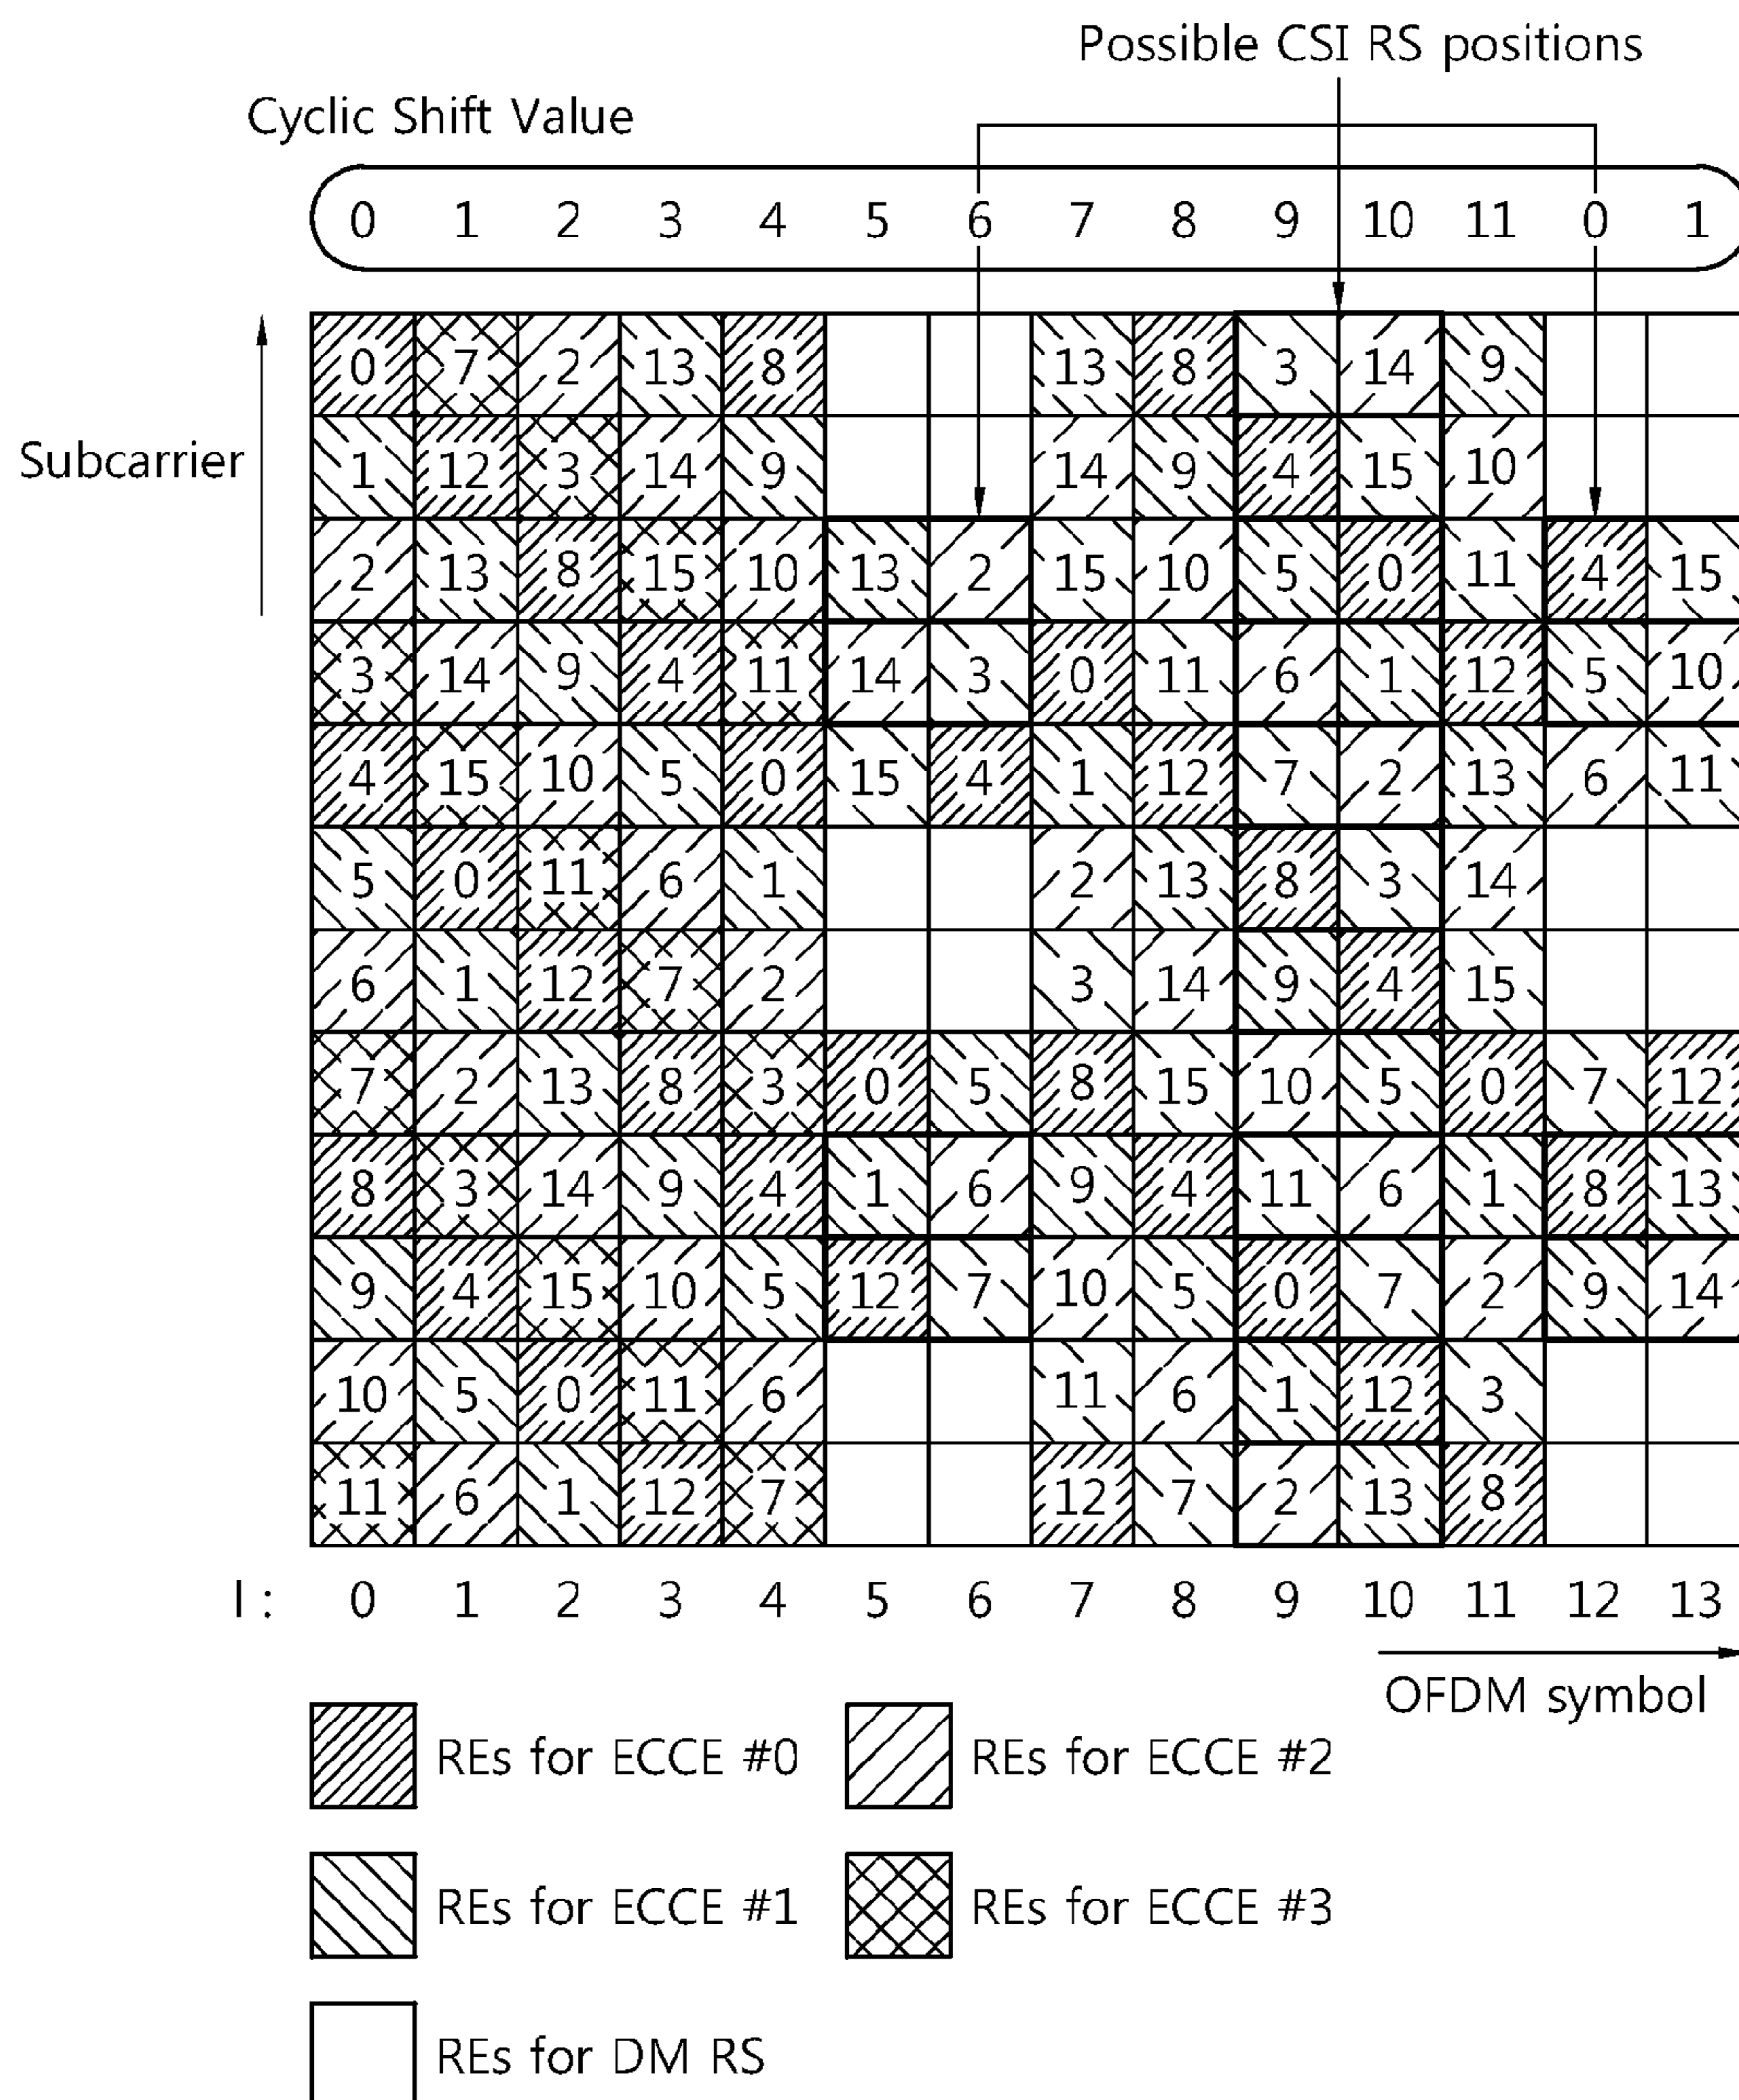 Possible CSI RS positions
Cyclic Shift Value
0 1 2 3 4 5 6 7 8 9 10 11 0 1
0 7 2 13 8 13 8 3 14 9
Subcarrier
1 12 3 14 9 14 9 4 15 10
2 13 8 15 10 13 2 15 10 5 0 11 4 15
3 14 9 4 11 14 3 0 11 6 1 12 5 10
4 15 10 5 0 15 4 1 12 7 2 13 6 11
5 0 11 6 1 2 13 8 3 14
6 1 12 7 2 3 14 9 4 15
7 2 13 8 3 0 5 8 15 10 5 0 7 12
8 3 14 9 4 1 6 9 4 11 6 1 8 13
9 4 15 10 5 12 7 10 5 0 7 2 9 14
10 5 0 11 6 11 6 1 12 3
11 6 1 12 7 12 7 2 13 8
l : 0 1 2 3 4 5 6 7 8 9 10 11 12 13
OFDM symbol
REs for ECCE #0
REs for ECCE #2
REs for ECCE #1
REs for ECCE #3
REs for DM RS